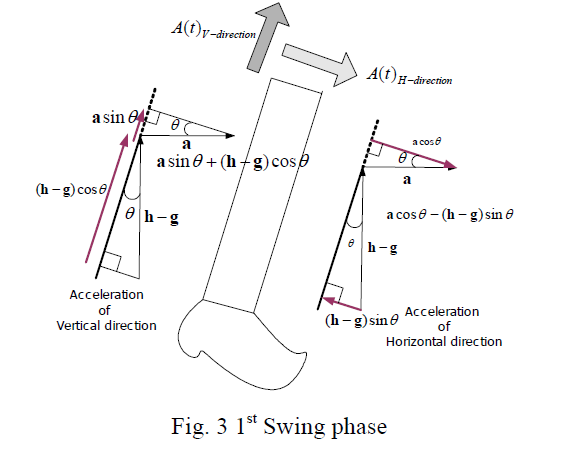 A(t)V-direction
A(t)H-direction
a sin θ
θ
a
a sin θ + (h - g) cos θ
(h - g) cos θ
θ
h - g
Acceleration
of
Vertical direction
a cos θ
θ
a
a cos θ - (h - g) sin θ
θ
h - g
(h - g) sin θ
Acceleration
of
Horizontal direction
Fig. 3 1st Swing phase